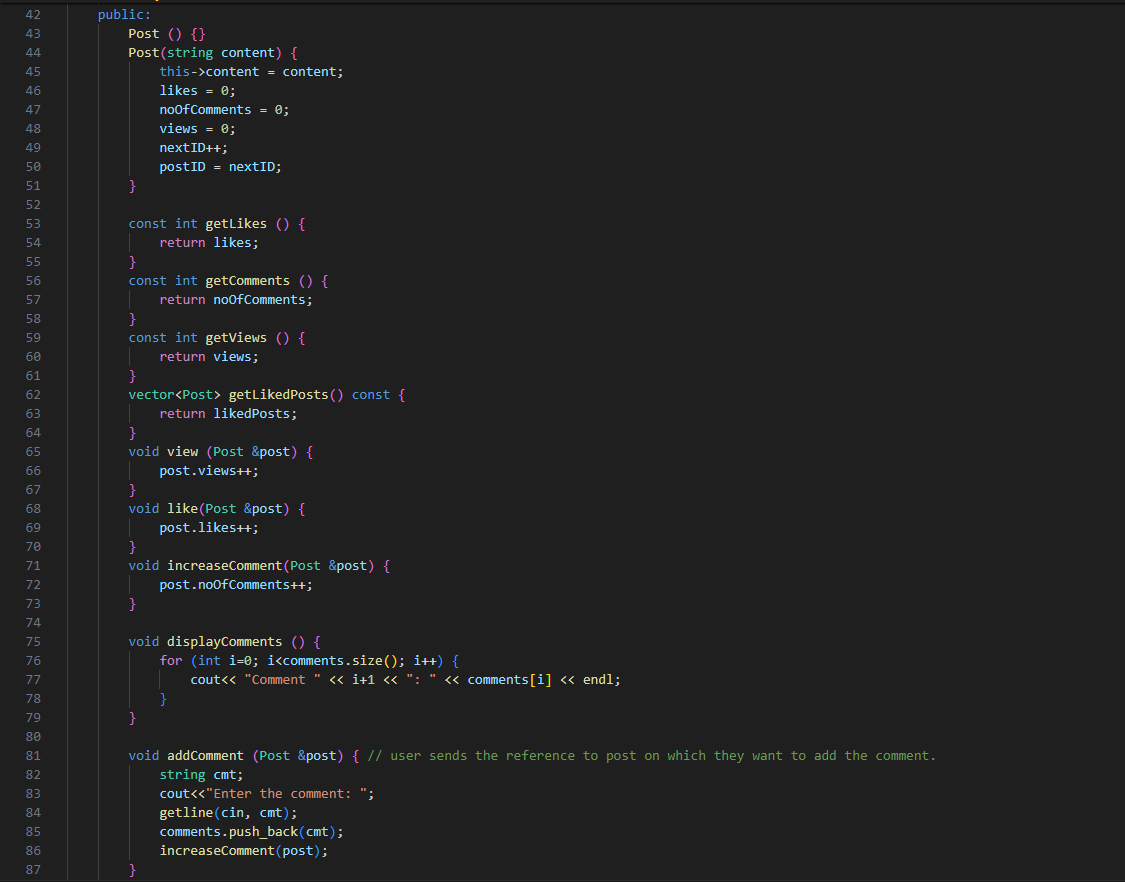 42 public:
43 Post () {}
44 Post(string content) {
45 this->content = content;
46 likes = 0;
47 noOfComments = 0;
48 views = 0;
49 nextID++;
50 postID = nextID;
51 }
52
53 const int getLikes () {
54 return likes;
55 }
56 const int getComments () {
57 return noOfComments;
58 }
59 const int getViews () {
60 return views;
61 }
62 vector<Post> getLikedPosts() const {
63 return likedPosts;
64 }
65 void view (Post &post) {
66 post.views++;
67 }
68 void like(Post &post) {
69 post.likes++;
70 }
71 void increaseComment(Post &post) {
72 post.noOfComments++;
73 }
74
75 void displayComments () {
76 for (int i=0; i<comments.size(); i++) {
77 cout<< "Comment " << i+1 << ": " << comments[i] << endl;
78 }
79 }
80
81 void addComment (Post &post) { // user sends the reference to post on which they want to add the comment.
82 string cmt;
83 cout<<"Enter the comment: ";
84 getline(cin, cmt);
85 comments.push_back(cmt);
86 increaseComment(post);
87 }